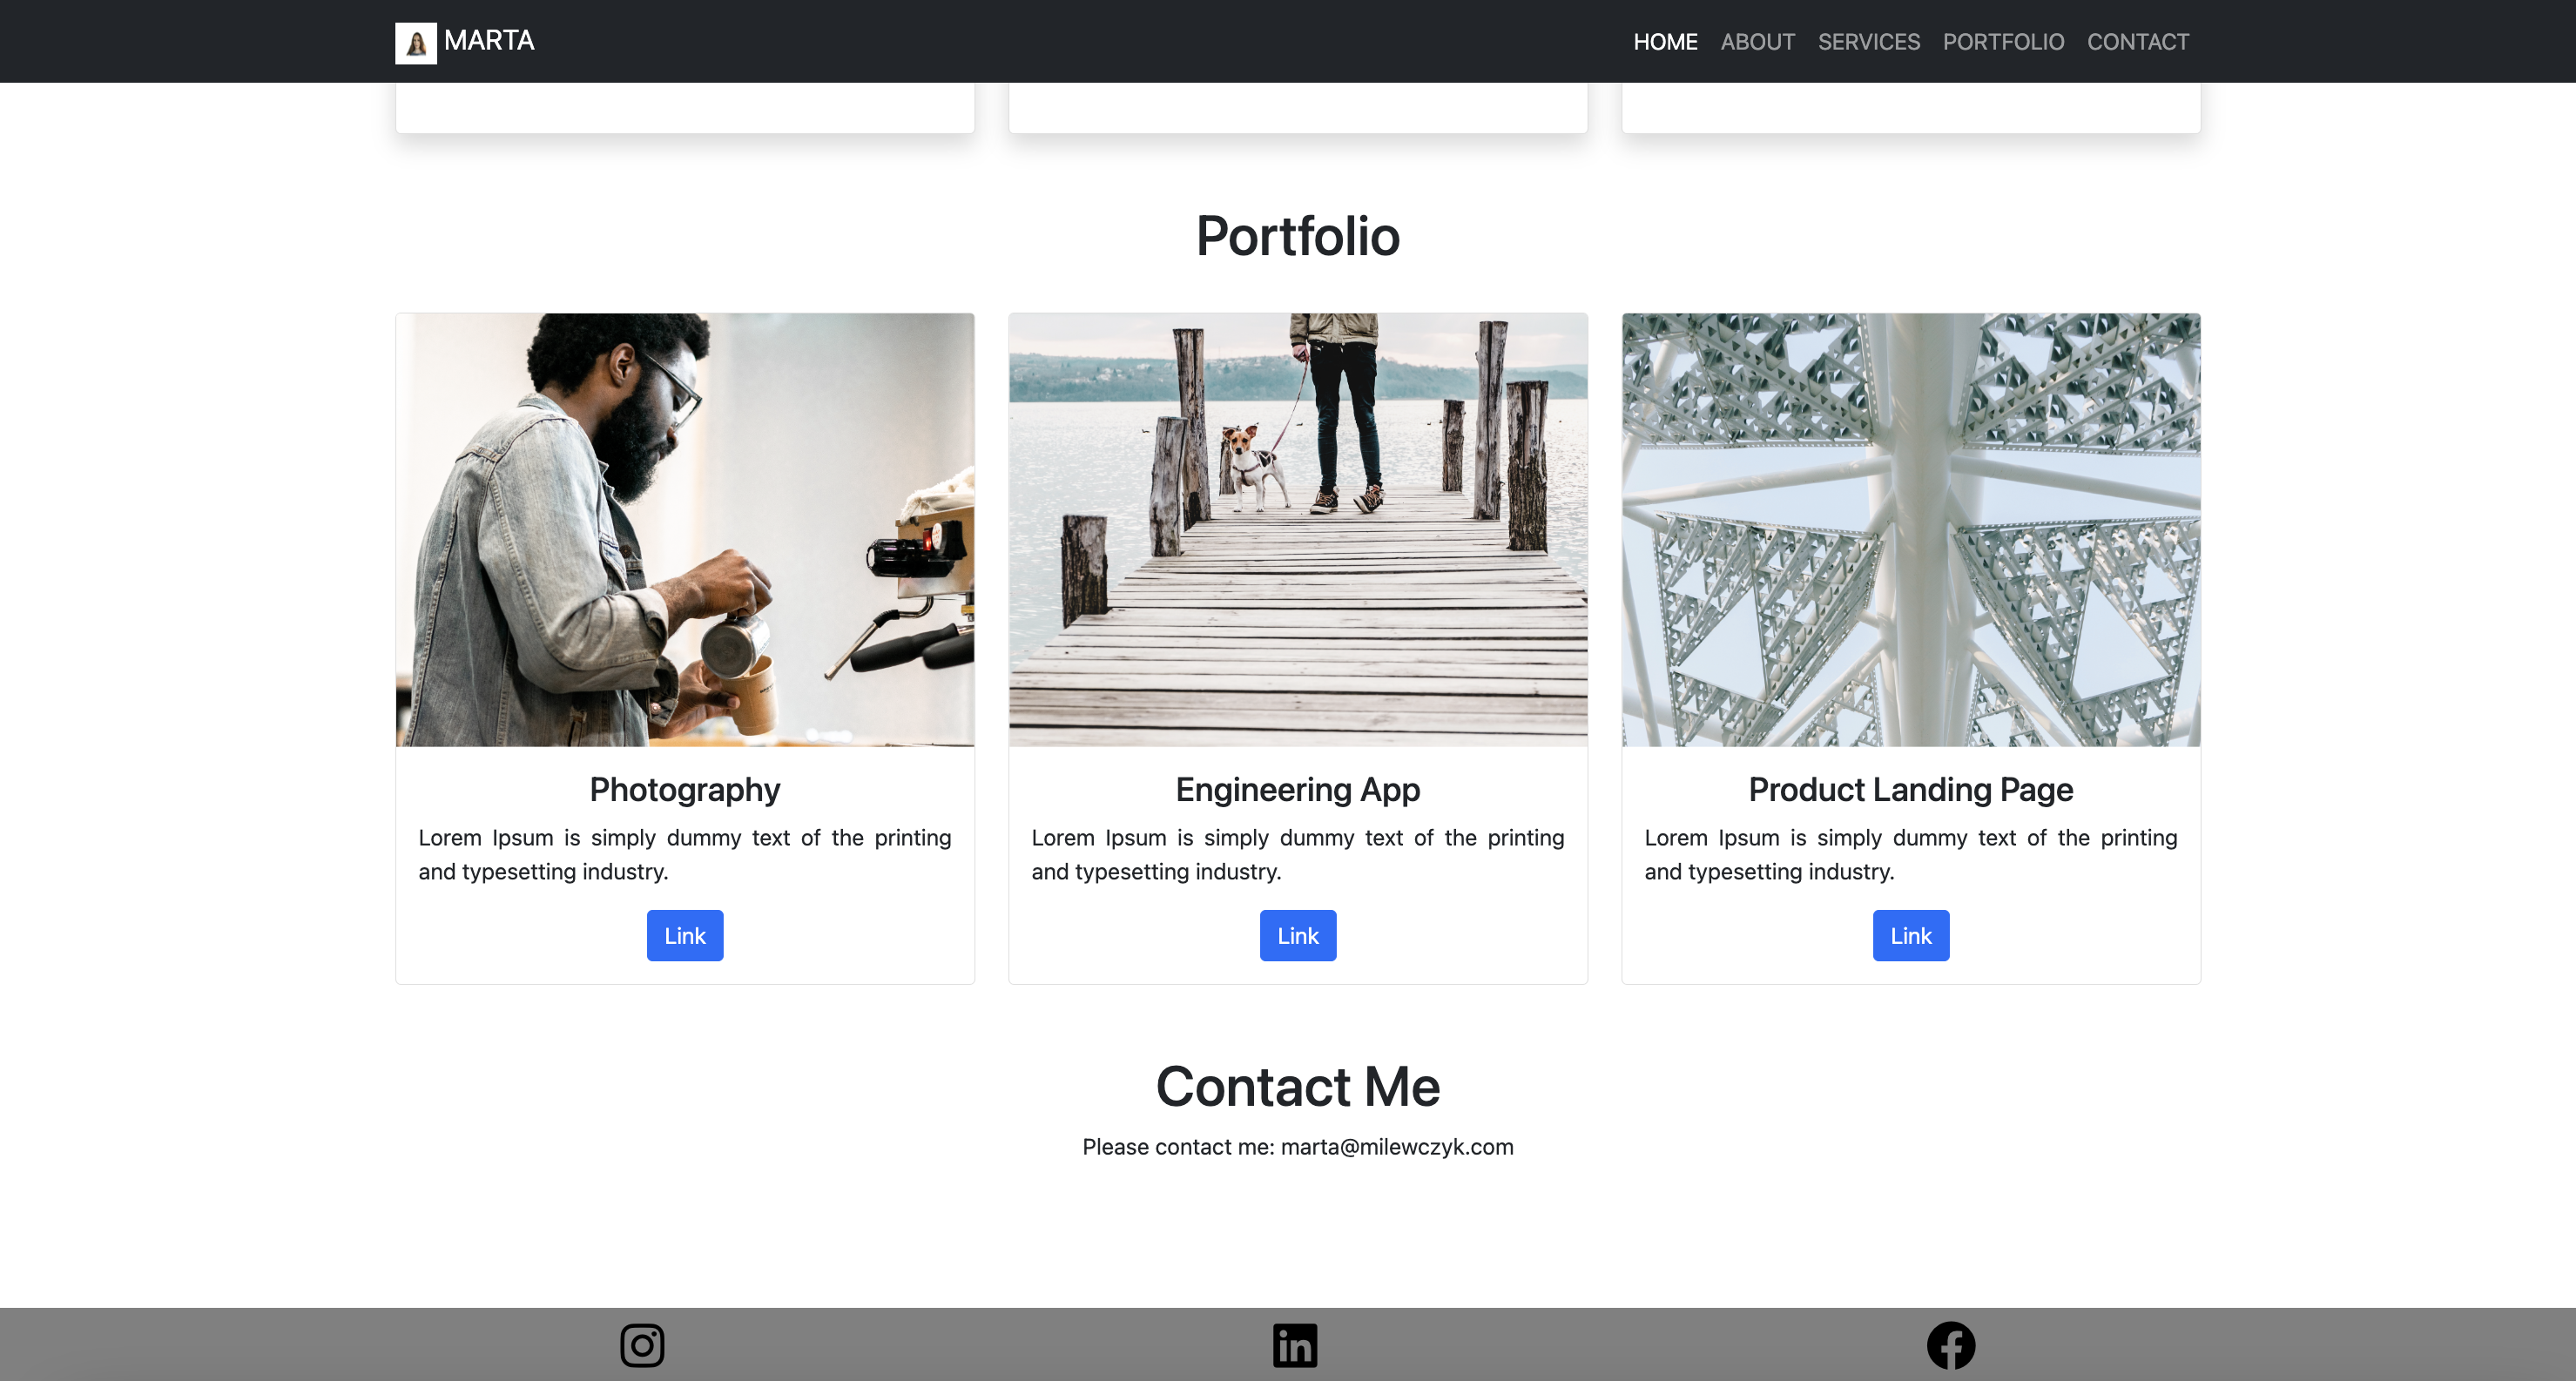 MARTA
HOME ABOUT SERVICES PORTFOLIO CONTACT
Portfolio
Photography
Lorem Ipsum is simply dummy text of the printing
and typesetting industry.
Link
Engineering App
Lorem Ipsum is simply dummy text of the printing
and typesetting industry.
Link
Product Landing Page
Lorem Ipsum is simply dummy text of the printing
and typesetting industry.
Link
Contact Me
Please contact me: marta@milewczyk.com
in